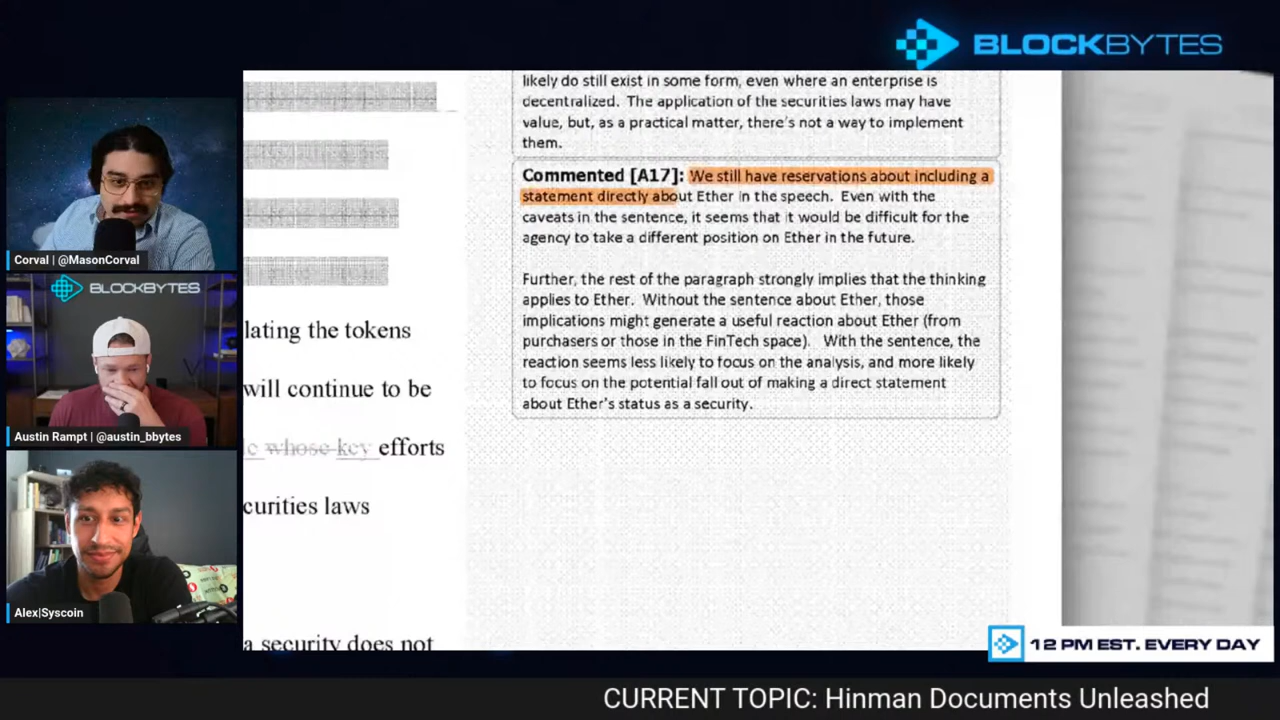 BLOCKBYTES
likely do still exist in some form, even where an enterprise is
decentralized. The application of the securities laws may have
value, but, as a practical matter, there's not a way to implement
them.
Commented [A17]: We still have reservations about including a
statement directly about Ether in the speech. Even with the
caveats in the sentence, it seems that it would be difficult for the
agency to take a different position on Ether in the future.
Further, the rest of the paragraph strongly implies that the thinking
applies to Ether. Without the sentence about Ether, those
implications might generate a useful reaction about Ether (from
purchasers or those in the FinTech space). With the sentence, the
reaction seems less likely to focus on the analysis, and more likely
to focus on the potential fall out of making a direct statement
about Ether's status as a security.
lating the tokens
will continue to be
whose key efforts
curities laws
a security does not
Corval | @MasonCorval
BLOCKBYTES
Austin Rampt | @austin_bbytes
Alex|Syscoin
12 PM EST. EVERY DAY
CURRENT TOPIC: Hinman Documents Unleashed